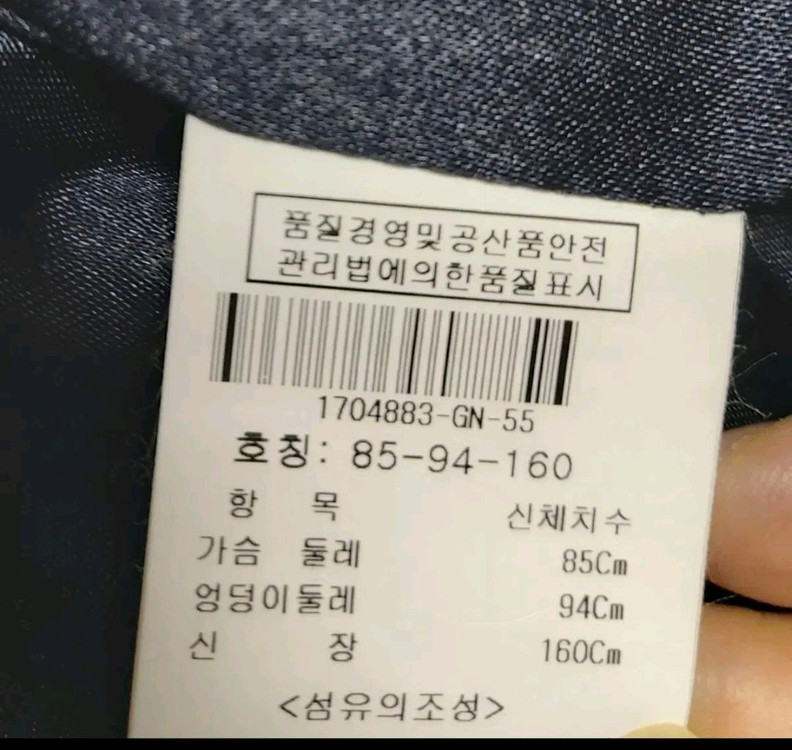 품질경영및공산품안전
관리법에의한품질표시
1704883-GN-55
호칭: 85-94-160
항 목 신체치수
가슴 둘레 85Cm
엉덩이둘레 94Cm
신 장 160Cm
<섬유의조성>